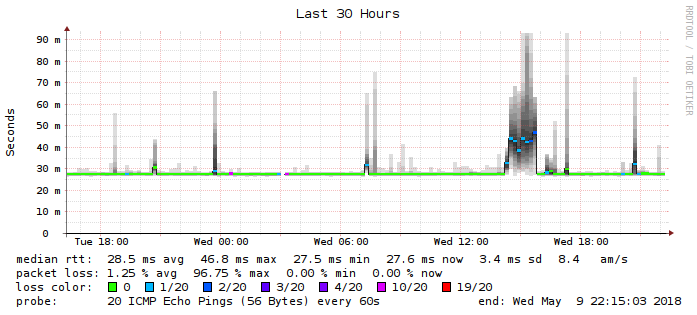 Last 30 Hours
RRDTOOL / TOBI OETIKER
Seconds
90 m
80 m
70 m
60 m
50 m
40 m
30 m
20 m
10 m
0
Tue 18:00 Wed 00:00 Wed 06:00 Wed 12:00 Wed 18:00
median rtt: 28.5 ms avg 46.8 ms max 27.5 ms min 27.6 ms now 3.4 ms sd 8.4 am/s
packet loss: 1.25 % avg 96.75 % max 0.00 % min 0.00 % now
loss color: 0 1/20 2/20 3/20 4/20 10/20 19/20
probe: 20 ICMP Echo Pings (56 Bytes) every 60s end: Wed May 9 22:15:03 2018